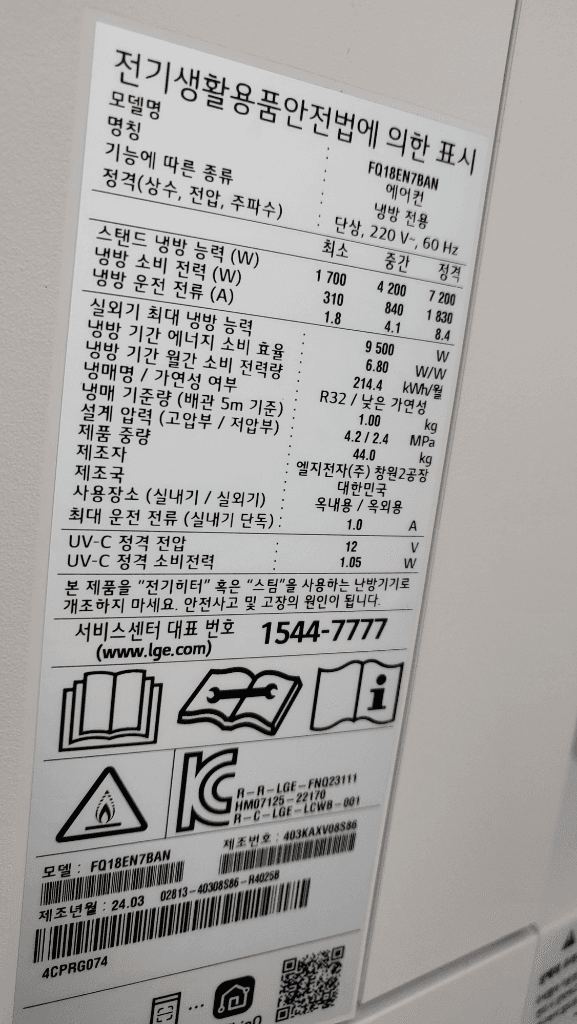 전기생활용품안전법에 의한 표시
모델명 : FQ18EN7BAN
명칭 : 에어컨
기능에 따른 종류 : 냉방 전용
정격(상수, 전압, 주파수) : 단상, 220 V~, 60 Hz
최소 중간 정격
스탠드 냉방 능력 (W) 1 700 4 200 7 200
냉방 소비 전력 (W) 310 840 1 830
냉방 운전 전류 (A) 1.8 4.1 8.4
실외기 최대 냉방 능력 : 9 500 W
냉방 기간 에너지 소비 효율 : 6.80 W/W
냉방 기간 월간 소비 전력량 : 214.4 kWh/월
냉매명 / 가연성 여부 : R32 / 낮은 가연성
냉매 기준량 (배관 5m 기준) : 1.00 kg
설계 압력 (고압부 / 저압부) : 4.2 / 2.4 MPa
제품 중량 : 44.0 kg
제조자 : 엘지전자(주) 창원2공장
제조국 : 대한민국
사용장소 (실내기 / 실외기) : 옥내용 / 옥외용
최대 운전 전류 (실내기 단독) : 1.0 A
UV-C 정격 전압 : 12 V
UV-C 정격 소비전력 : 1.05 W
본 제품을 "전기히터" 혹은 "스팀"을 사용하는 난방기기로
개조하지 마세요. 안전사고 및 고장의 원인이 됩니다.
서비스센터 대표 번호 1544-7777
(www.lge.com)
R-R-LGE-FNQ23111
HM07125-22170
R-C-LGE-LCWB-001
모델 : FQ18EN7BAN 제조번호 : 403KAXV08S86
제조년월 : 24.03 02813-40308S86-R4025B
4CPRG074